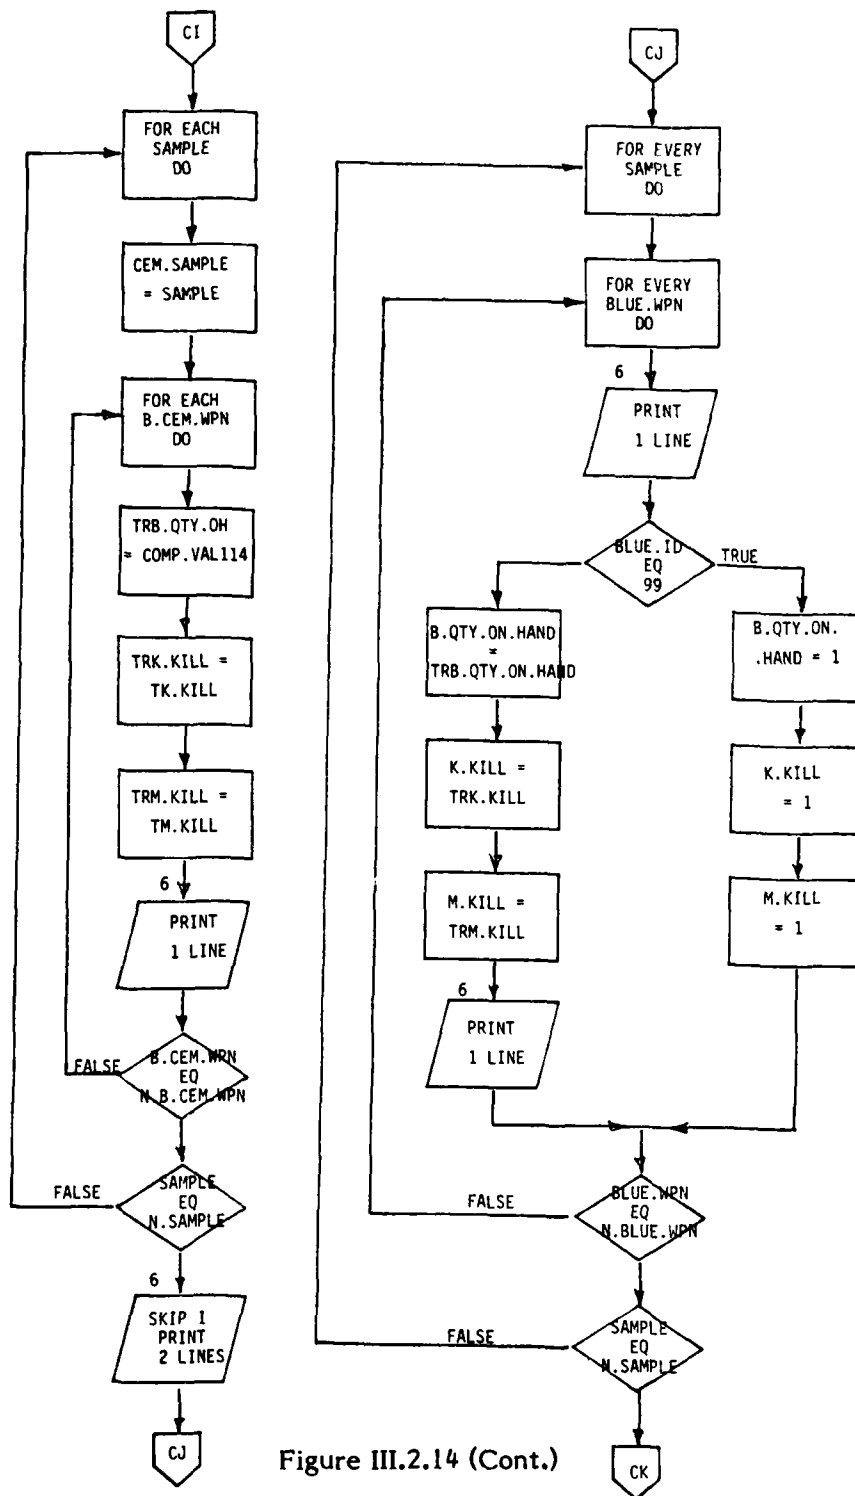 CI
FOR EACH
SAMPLE
DO
CEM.SAMPLE
= SAMPLE
FOR EACH
B.CEM.WPN
DO
TRB.QTY.OH
= COMP.VAL114
TRK.KILL =
TK.KILL
TRM.KILL =
TM.KILL
6
PRINT
1 LINE
B.CEM.WPN
EQ
N.B.CEM.WPN
FALSE
SAMPLE
EQ
N.SAMPLE
FALSE
6
SKIP 1
PRINT
2 LINES
CJ
CJ
FOR EVERY
SAMPLE
DO
FOR EVERY
BLUE.WPN
DO
6
PRINT
1 LINE
BLUE.ID
EQ
99
TRUE
B.QTY.ON.HAND
=
TRB.QTY.ON.HAND
K.KILL =
TRK.KILL
M.KILL =
TRM.KILL
6
PRINT
1 LINE
B.QTY.ON.
.HAND = 1
K.KILL
= 1
M.KILL
= 1
BLUE.WPN
EQ
N.BLUE.WPN
FALSE
SAMPLE
EQ
N.SAMPLE
FALSE
CK
Figure III.2.14 (Cont.)